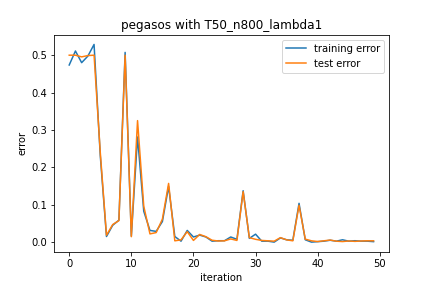 pegasos with T50_n800_lambda1
training error
test error
0.5
0.4
0.3
0.2
0.1
0.0
error
0 10 20 30 40 50
iteration